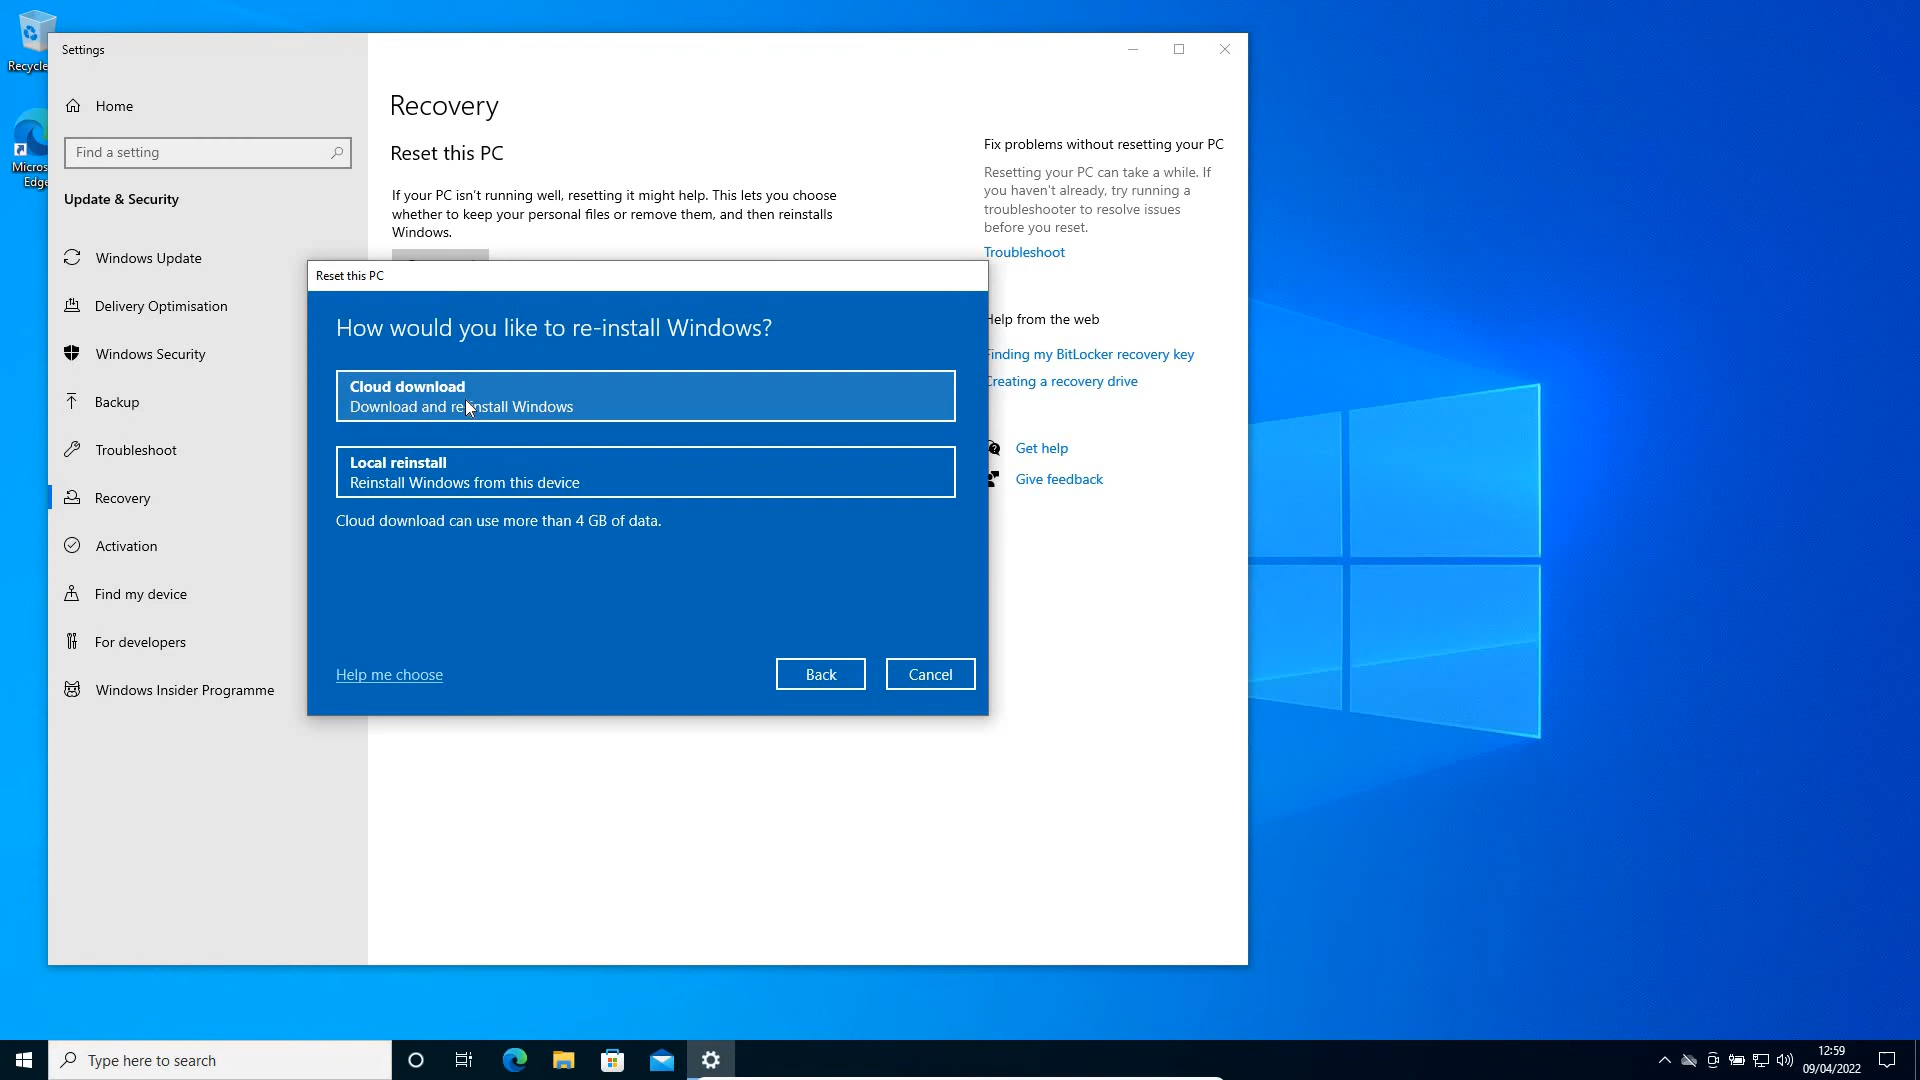 Recycle
Micros
Edge
Settings
Home
Find a setting
Update & Security
Windows Update
Delivery Optimisation
Windows Security
Backup
Troubleshoot
Recovery
Activation
Find my device
For developers
Windows Insider Programme
Recovery
Reset this PC
If your PC isn't running well, resetting it might help. This lets you choose
whether to keep your personal files or remove them, and then reinstalls
Windows.
Fix problems without resetting your PC
Resetting your PC can take a while. If
you haven't already, try running a
troubleshooter to resolve issues
before you reset.
Troubleshoot
Help from the web
Finding my BitLocker recovery key
Creating a recovery drive
Get help
Give feedback
Reset this PC
How would you like to re-install Windows?
Cloud download
Download and reinstall Windows
Local reinstall
Reinstall Windows from this device
Cloud download can use more than 4 GB of data.
Help me choose
Back
Cancel
Type here to search
12:59
09/04/2022